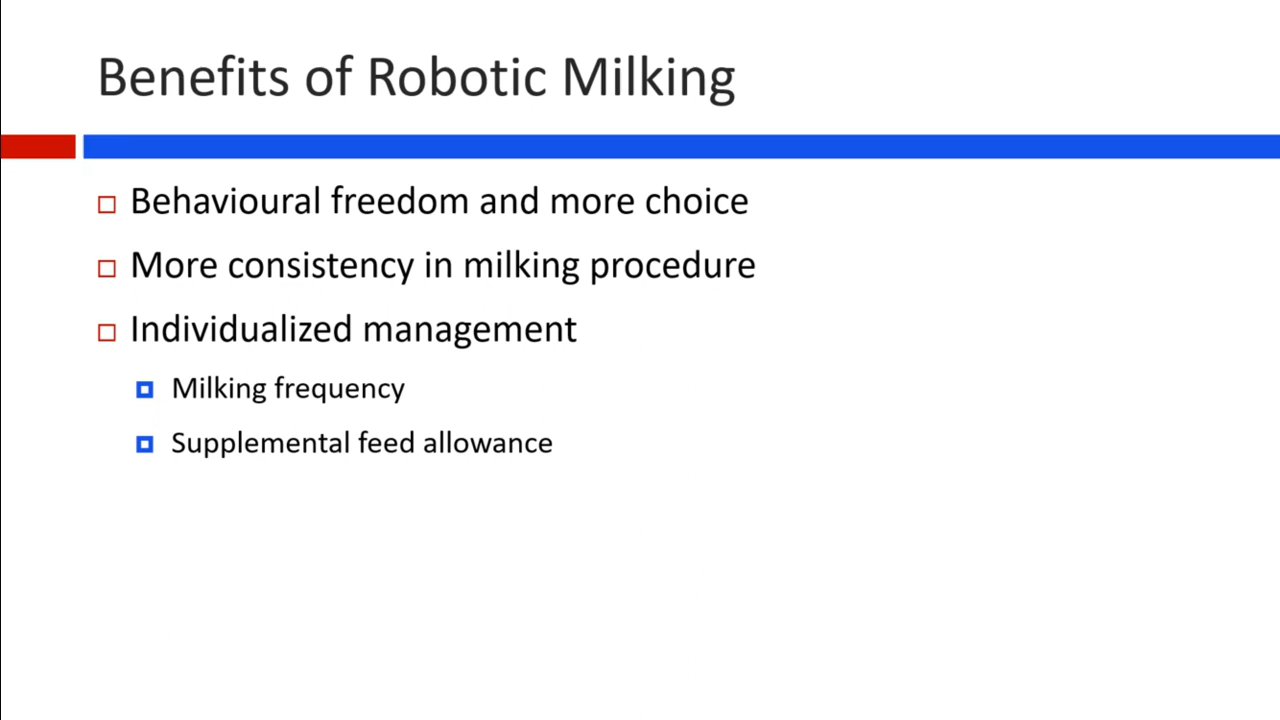 Benefits of Robotic Milking
Behavioural freedom and more choice
More consistency in milking procedure
Individualized management
Milking frequency
Supplemental feed allowance